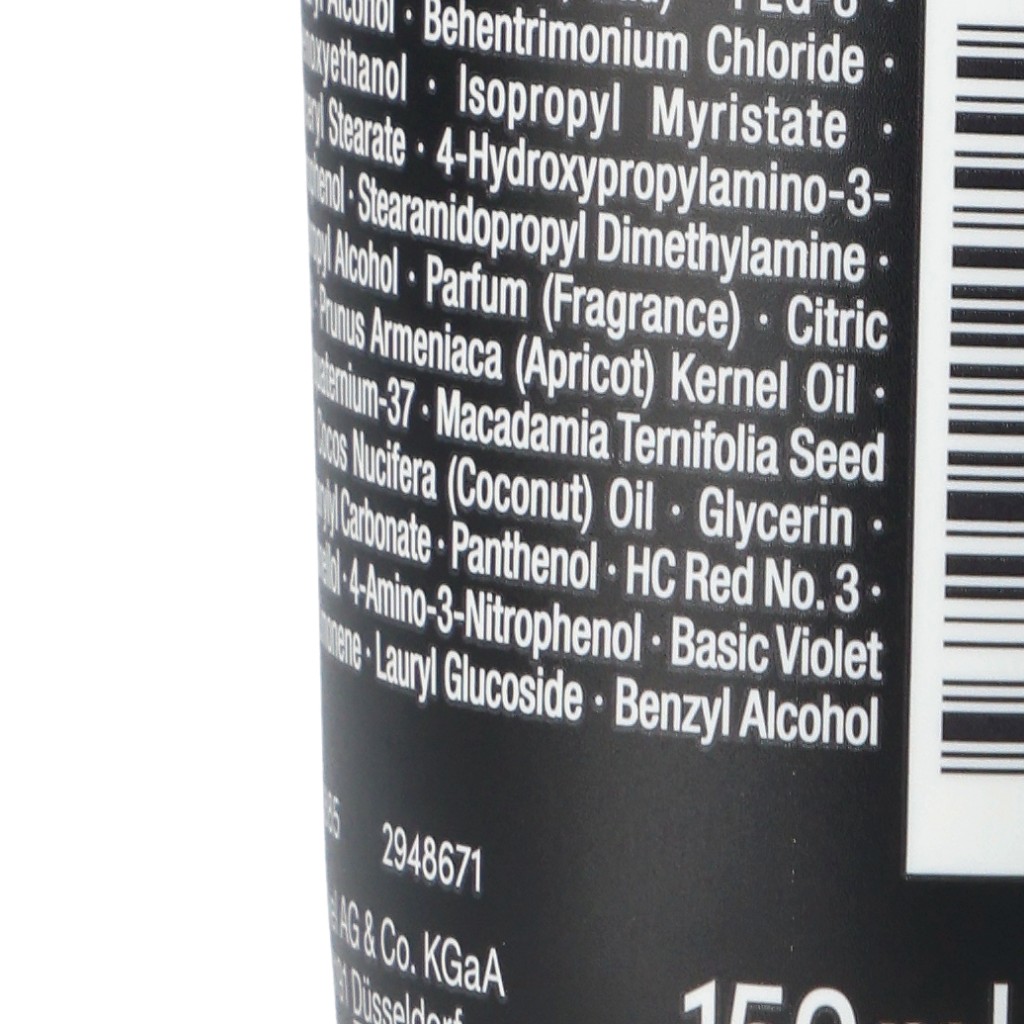 Alcohol · Behentrimonium Chloride ·
· Isopropyl Myristate ·
Stearate · 4-Hydroxypropylamino-3-
· Stearamidopropyl Dimethylamine ·
Alcohol · Parfum (Fragrance) · Citric
· Prunus Armeniaca (Apricot) Kernel Oil ·
· Macadamia Ternifolia Seed
Cocos Nucifera (Coconut) Oil · Glycerin ·
Carbonate · Panthenol · HC Red No. 3 ·
· 4-Amino-3-Nitrophenol · Basic Violet
· Lauryl Glucoside · Benzyl Alcohol
2948671
AG & Co. KGaA
Düsseldorf